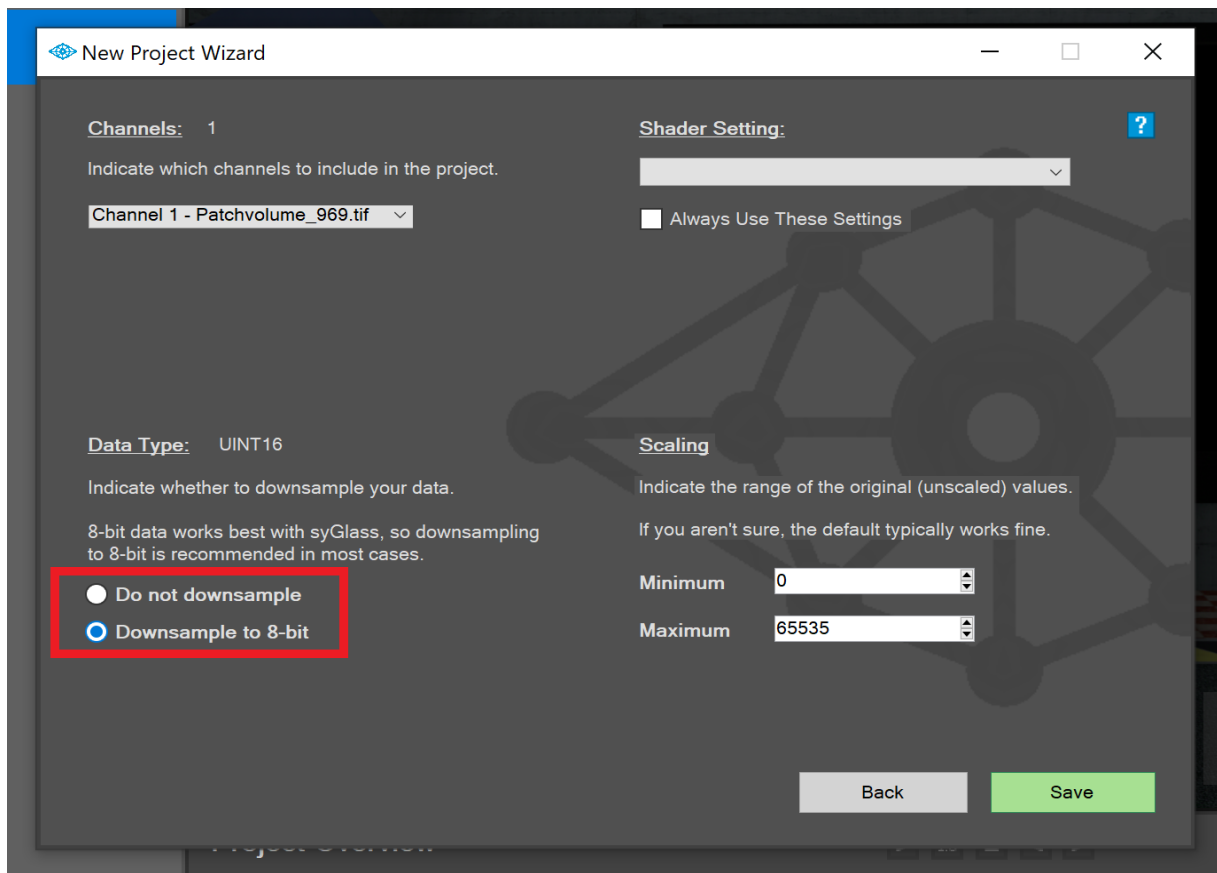 New Project Wizard
Channels: 1
Indicate which channels to include in the project.
Channel 1 - Patchvolume_969.tif
Shader Setting:
?
Always Use These Settings
Data Type: UINT16
Indicate whether to downsample your data.
8-bit data works best with syGlass, so downsampling
to 8-bit is recommended in most cases.
Do not downsample
Downsample to 8-bit
Scaling
Indicate the range of the original (unscaled) values.
If you aren't sure, the default typically works fine.
Minimum 0
Maximum 65535
Back
Save
Project Overview